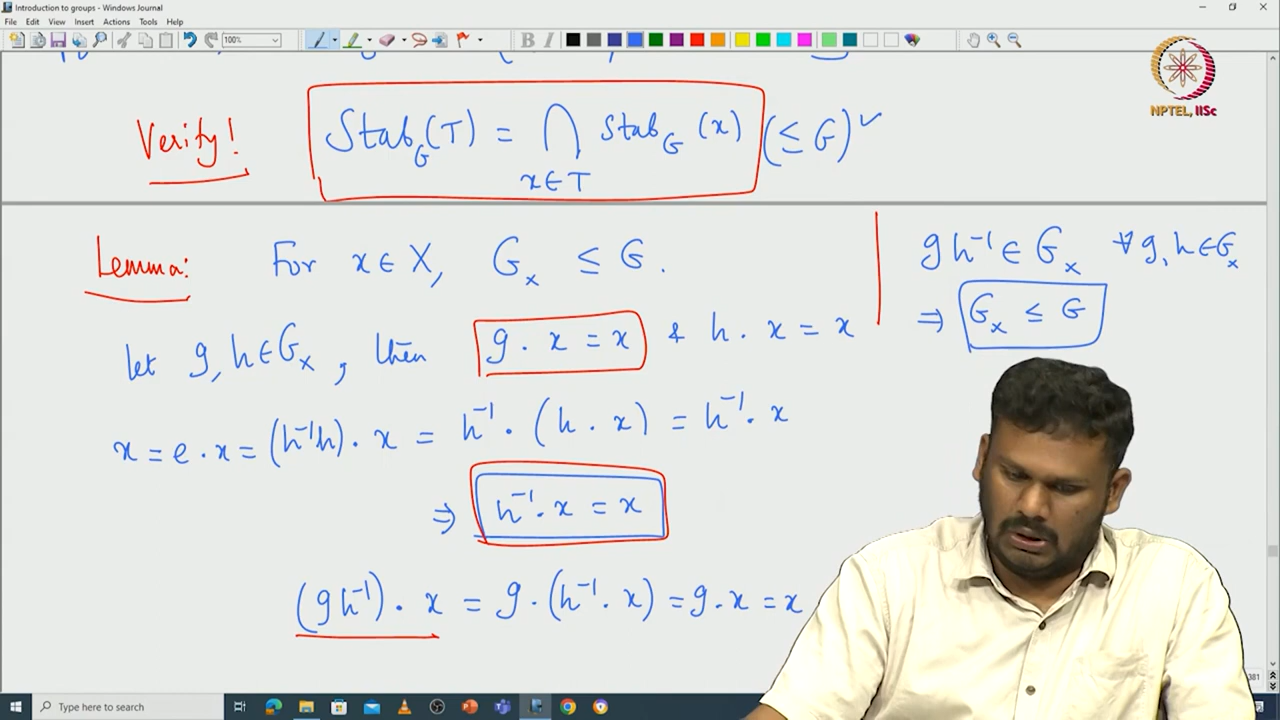 Introduction to groups - Windows Journal
File Edit View Insert Actions Tools Help
100%
B I
NPTEL, IISc
Verify! Stab_G(T) = ⋂_{x∈T} Stab_G(x) (≤ G) ✓
Lemma: For x ∈ X, G_x ≤ G.
let g, h ∈ G_x, then g · x = x & h · x = x
x = e · x = (h⁻¹h) · x = h⁻¹ · (h · x) = h⁻¹ · x
⇒ h⁻¹ · x = x
(gh⁻¹) · x = g · (h⁻¹ · x) = g · x = x
gh⁻¹ ∈ G_x ∀ g, h ∈ G_x
⇒ G_x ≤ G
381
Type here to search